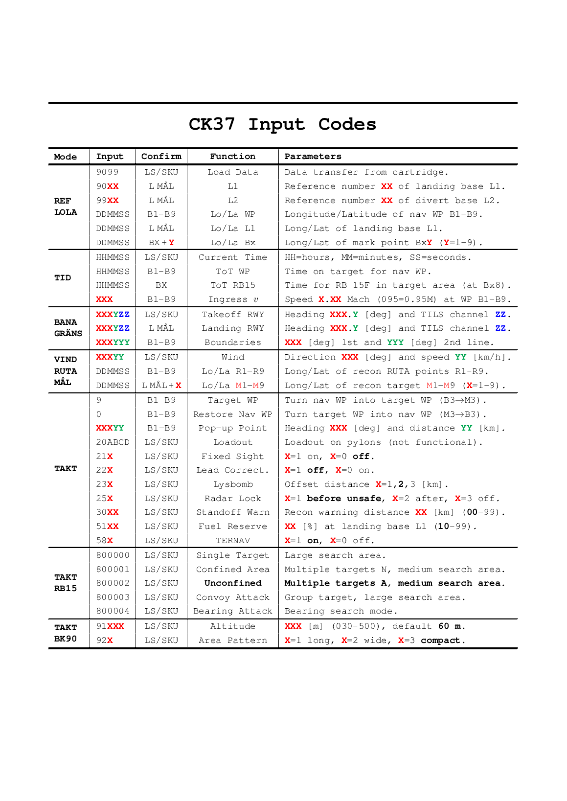 CK37 Input Codes
Mode Input Confirm Function Parameters
REF LOLA
9099 LS/SKU Load Data Data transfer from cartridge.
90XX L MÅL L1 Reference number XX of landing base L1.
99XX L MÅL L2 Reference number XX of divert base L2.
DDMMSS B1-B9 Lo/La WP Longitude/Latitude of nav WP B1-B9.
DDMMSS L MÅL Lo/La L1 Long/Lat of landing base L1.
DDMMSS BX + Y Lo/La Bx Long/Lat of mark point BxY (Y=1-9).
TID
HHMMSS LS/SKU Current Time HH=hours, MM=minutes, SS=seconds.
HHMMSS B1-B9 ToT WP Time on target for nav WP.
HHMMSS BX ToT RB15 Time for RB 15F in target area (at Bx8).
XXX B1-B9 Ingress v Speed X.XX Mach (095=0.95M) at WP B1-B9.
BANA GRÄNS
XXXYZZ LS/SKU Takeoff RWY Heading XXX.Y [deg] and TILS channel ZZ.
XXXYZZ L MÅL Landing RWY Heading XXX.Y [deg] and TILS channel ZZ.
XXXYYY B1-B9 Boundaries XXX [deg] 1st and YYY [deg] 2nd line.
VIND RUTA MÅL
XXXYY LS/SKU Wind Direction XXX [deg] and speed YY [km/h].
DDMMSS B1-B9 Lo/La R1-R9 Long/Lat of recon RUTA points R1-R9.
DDMMSS L MÅL + X Lo/La M1-M9 Long/Lat of recon target M1-M9 (X=1-9).
TAKT
9 B1-B9 Target WP Turn nav WP into target WP (B3→M3).
0 B1-B9 Restore Nav WP Turn target WP into nav WP (M3→B3).
XXXYY B1-B9 Pop-up Point Heading XXX [deg] and distance YY [km].
20ABCD LS/SKU Loadout Loadout on pylons (not functional).
21X LS/SKU Fixed Sight X=1 on, X=0 off.
22X LS/SKU Lead Correct. X=1 off, X=0 on.
23X LS/SKU Lysbomb Offset distance X=1,2,3 [km].
25X LS/SKU Radar Lock X=1 before unsafe, X=2 after, X=3 off.
30XX LS/SKU Standoff Warn Recon warning distance XX [km] (00-99).
51XX LS/SKU Fuel Reserve XX [%] at landing base L1 (10-99).
58X LS/SKU TERNAV X=1 on, X=0 off.
TAKT RB15
800000 LS/SKU Single Target Large search area.
800001 LS/SKU Confined Area Multiple targets N, medium search area.
800002 LS/SKU Unconfined Multiple targets A, medium search area.
800003 LS/SKU Convoy Attack Group target, large search area.
800004 LS/SKU Bearing Attack Bearing search mode.
TAKT BK90
91XXX LS/SKU Altitude XXX [m] (030-500), default 60 m.
92X LS/SKU Area Pattern X=1 long, X=2 wide, X=3 compact.